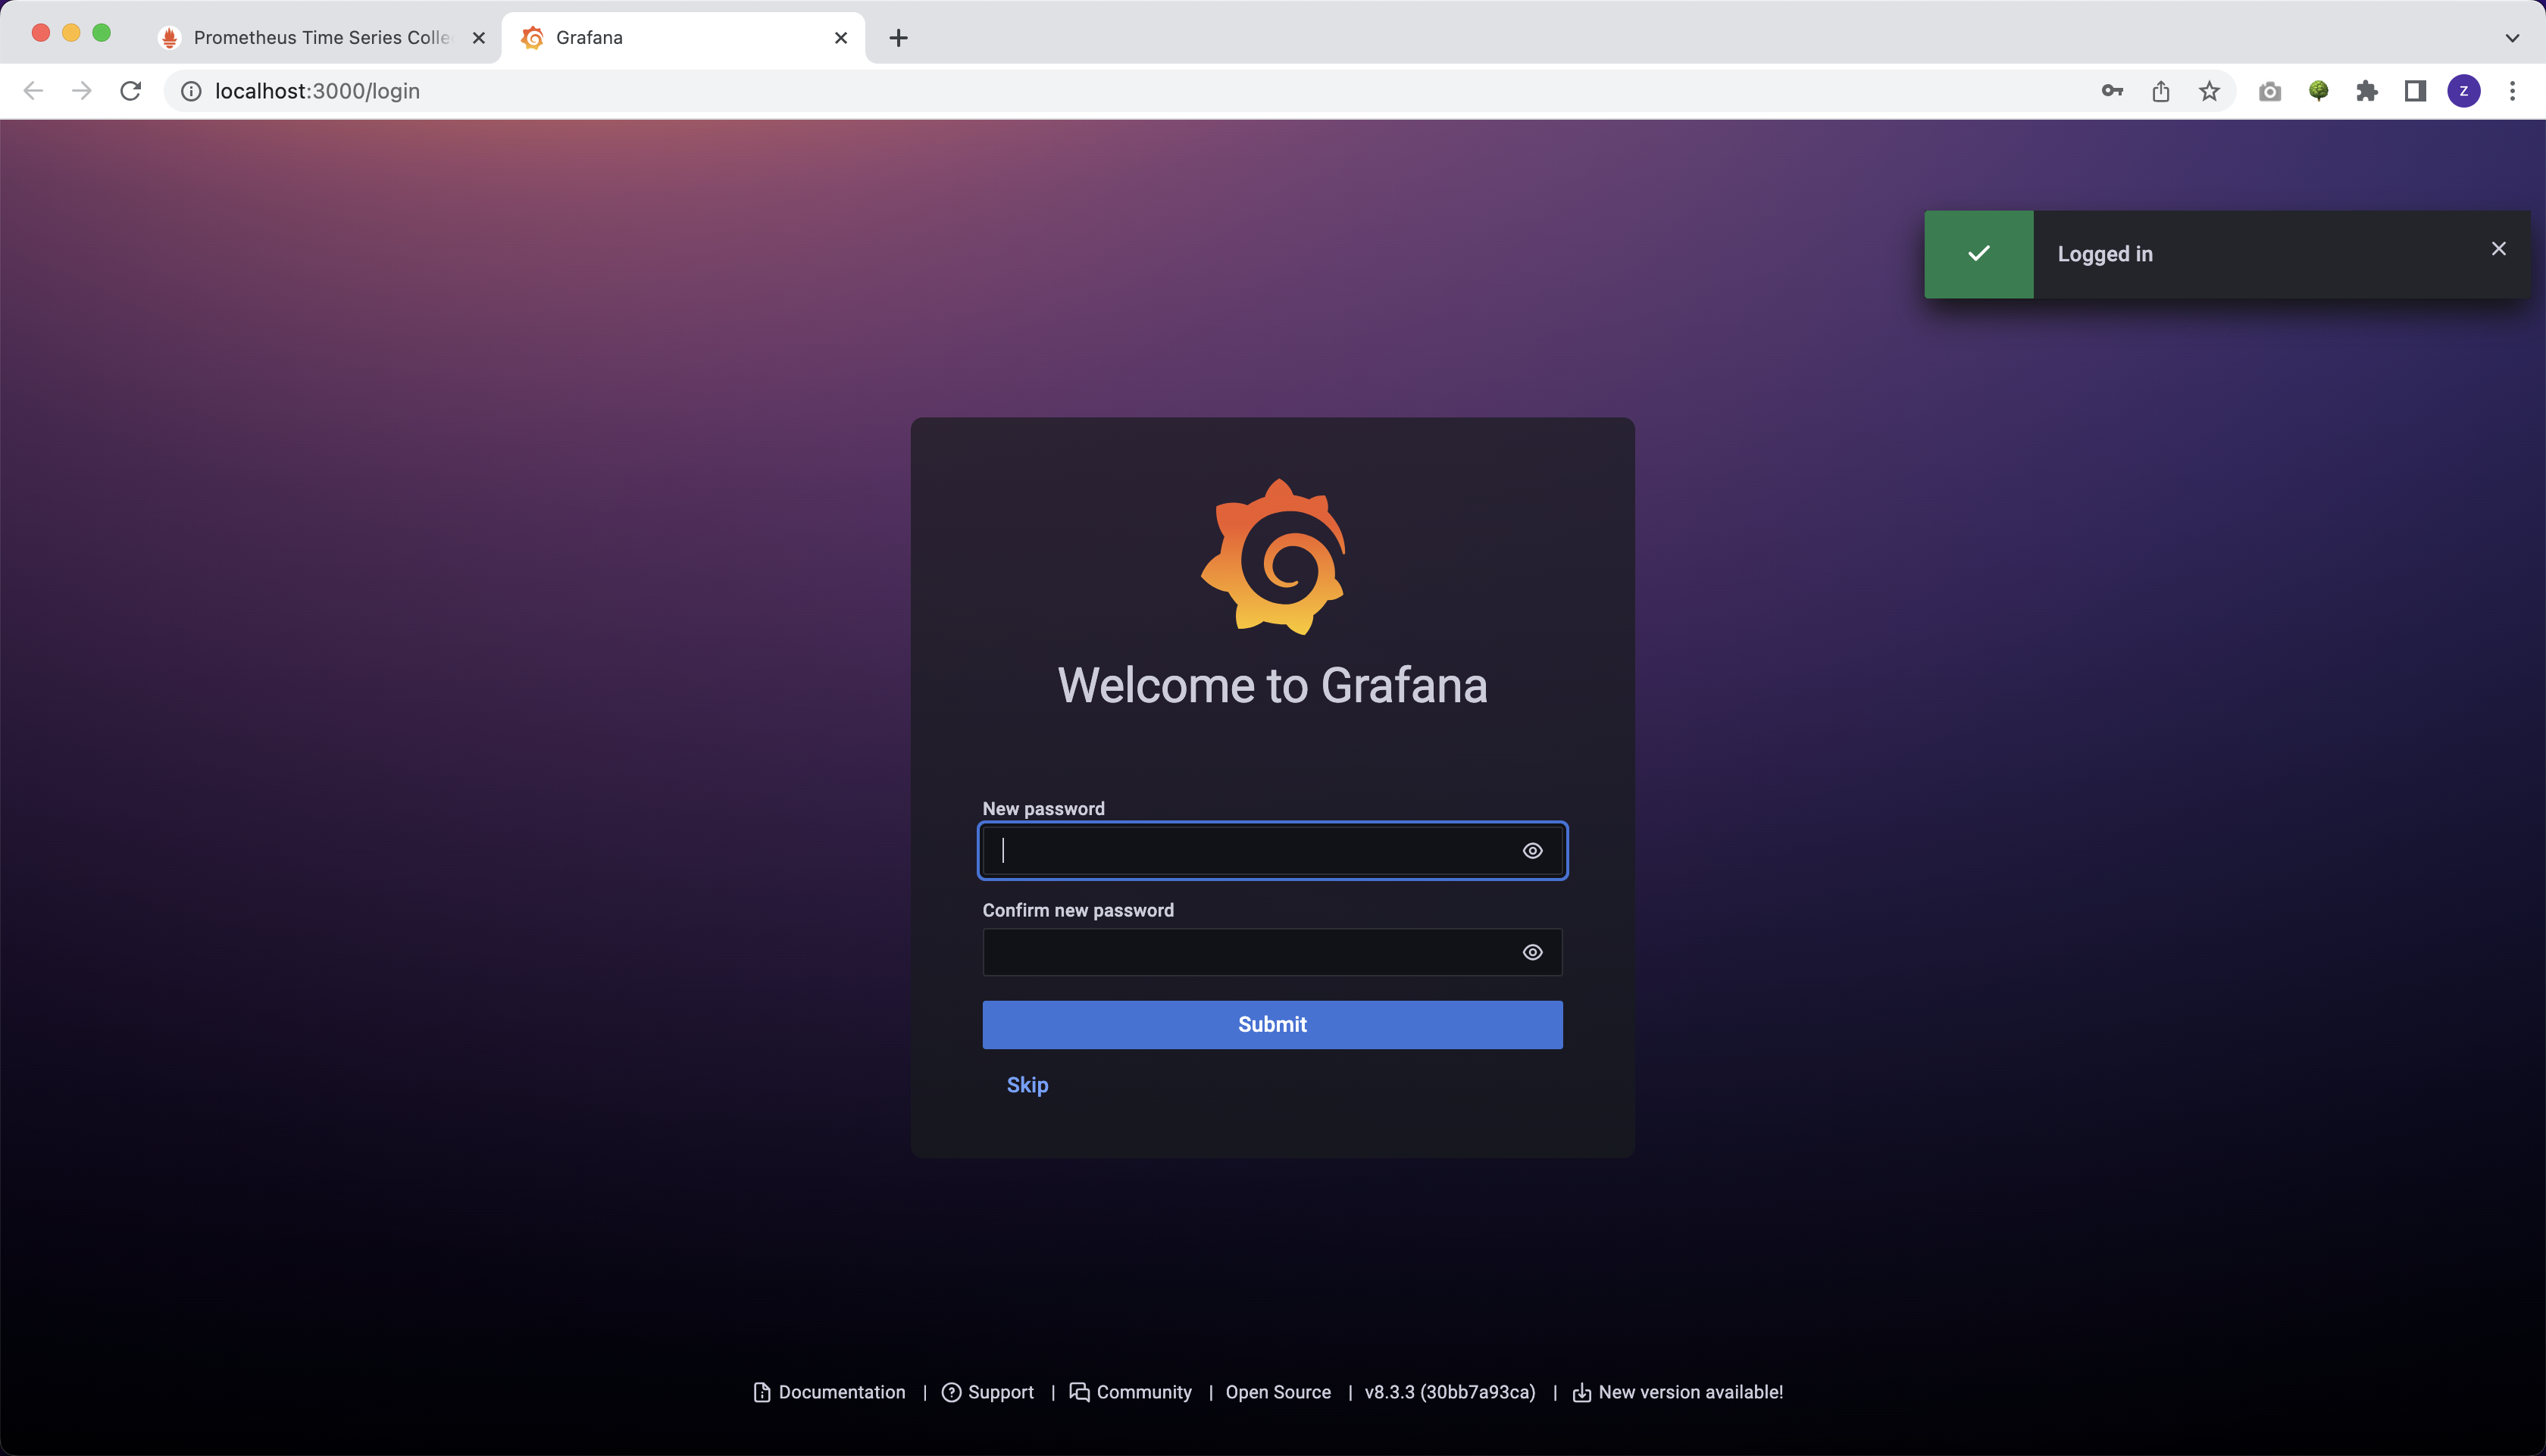 Prometheus Time Series Colle
Grafana
localhost:3000/login
z
Logged in
Welcome to Grafana
New password
Confirm new password
Submit
Skip
Documentation | Support | Community | Open Source | v8.3.3 (30bb7a93ca) | New version available!